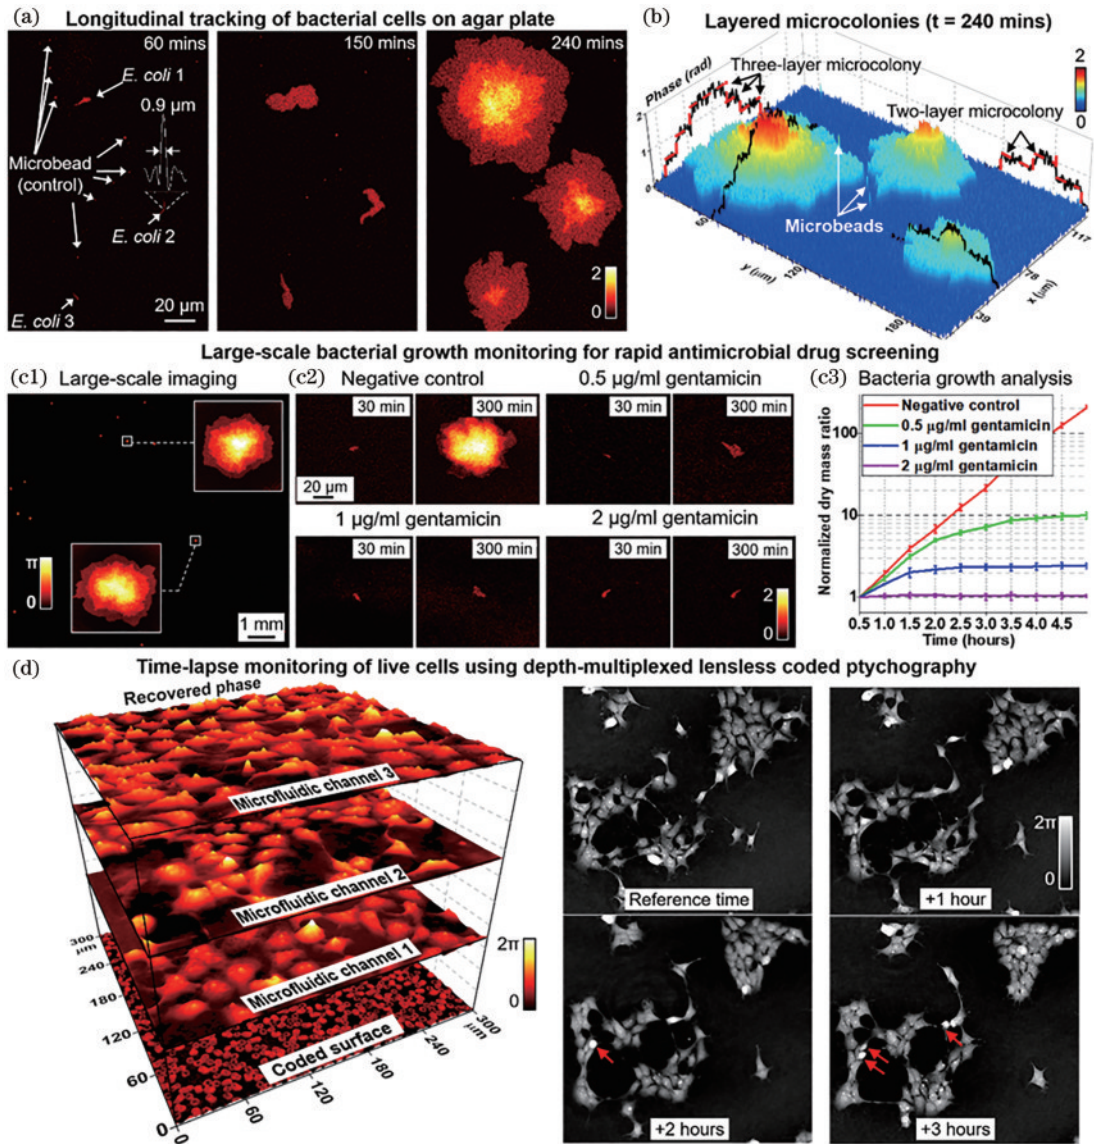 (a) Longitudinal tracking of bacterial cells on agar plate
60 mins
150 mins
240 mins
E. coli 1
0.9 μm
Microbead
(control)
E. coli 2
E. coli 3
20 μm
2
0
(b) Layered microcolonies (t = 240 mins)
Phase (rad)
2
1
0
Three-layer microcolony
Two-layer microcolony
Microbeads
2
0
60
120
180
y (μm)
39
78
117
x (μm)
Large-scale bacterial growth monitoring for rapid antimicrobial drug screening
(c1) Large-scale imaging
π
0
1 mm
(c2) Negative control
30 min
300 min
20 μm
0.5 μg/ml gentamicin
30 min
300 min
1 μg/ml gentamicin
30 min
300 min
2 μg/ml gentamicin
30 min
300 min
2
0
(c3) Bacteria growth analysis
Negative control
0.5 μg/ml gentamicin
1 μg/ml gentamicin
2 μg/ml gentamicin
Normalized dry mass ratio
100
10
1
0.5 1.0 1.5 2.0 2.5 3.0 3.5 4.0 4.5
Time (hours)
(d) Time-lapse monitoring of live cells using depth-multiplexed lensless coded ptychography
Recovered phase
Microfluidic channel 3
Microfluidic channel 2
Microfluidic channel 1
Coded surface
300
μm
240
180
120
60
0
0
60
120
180
240
300
μm
2π
0
Reference time
+1 hour
2π
0
+2 hours
+3 hours